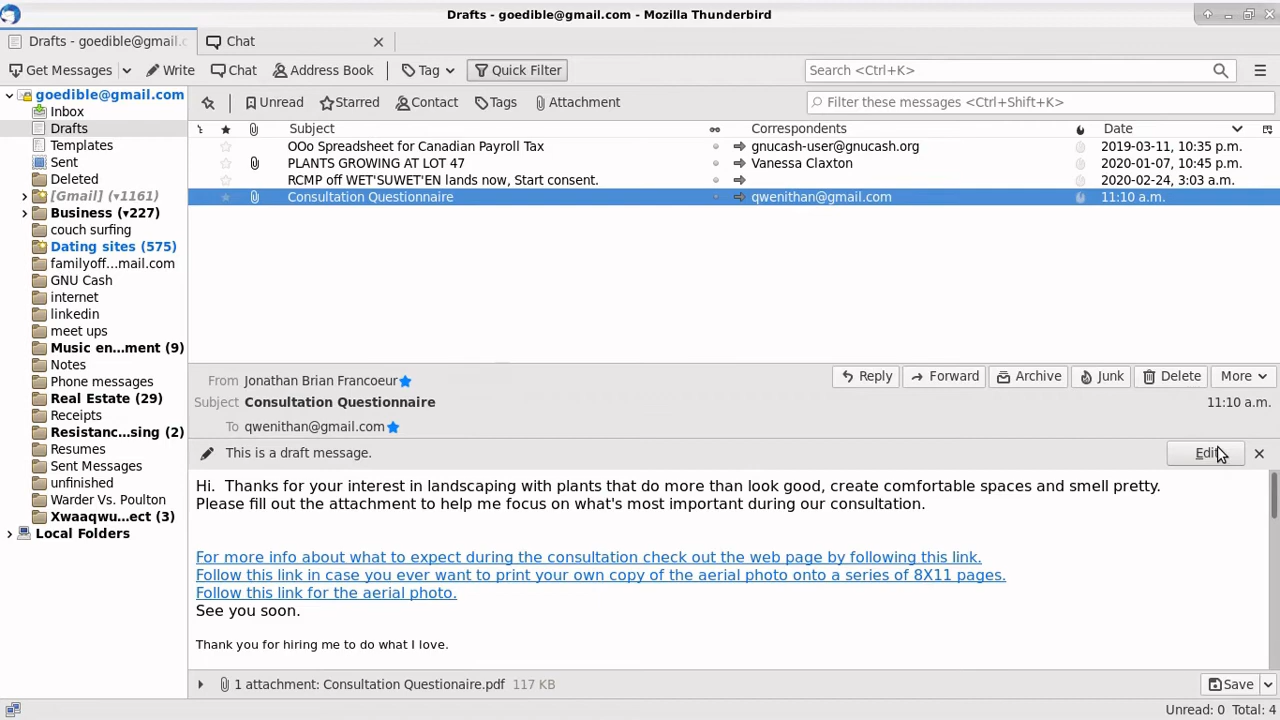 Drafts - goedible@gmail.com - Mozilla Thunderbird
Drafts - goedible@gmail.c
Chat
Get Messages
Write
Chat
Address Book
Tag
Quick Filter
Search <Ctrl+K>
Unread
Starred
Contact
Tags
Attachment
Filter these messages <Ctrl+Shift+K>
goedible@gmail.com
Inbox
Drafts
Templates
Sent
Deleted
[Gmail] (▾1161)
Business (▾227)
couch surfing
Dating sites (575)
familyoff...mail.com
GNU Cash
internet
linkedin
meet ups
Music en...ment (9)
Notes
Phone messages
Real Estate (29)
Receipts
Resistanc...sing (2)
Resumes
Sent Messages
unfinished
Warder Vs. Poulton
Xwaaqwu...ect (3)
Local Folders
Subject Correspondents Date
OOo Spreadsheet for Canadian Payroll Tax gnucash-user@gnucash.org 2019-03-11, 10:35 p.m.
PLANTS GROWING AT LOT 47 Vanessa Claxton 2020-01-07, 10:45 p.m.
RCMP off WET'SUWET'EN lands now, Start consent. 2020-02-24, 3:03 a.m.
Consultation Questionnaire qwenithan@gmail.com 11:10 a.m.
From Jonathan Brian Francoeur
Reply Forward Archive Junk Delete More
Subject Consultation Questionnaire 11:10 a.m.
To qwenithan@gmail.com
This is a draft message. Edit
Hi. Thanks for your interest in landscaping with plants that do more than look good, create comfortable spaces and smell pretty.
Please fill out the attachment to help me focus on what's most important during our consultation.
For more info about what to expect during the consultation check out the web page by following this link.
Follow this link in case you ever want to print your own copy of the aerial photo onto a series of 8X11 pages.
Follow this link for the aerial photo.
See you soon.
Thank you for hiring me to do what I love.
1 attachment: Consultation Questionaire.pdf 117 KB Save
Unread: 0 Total: 4